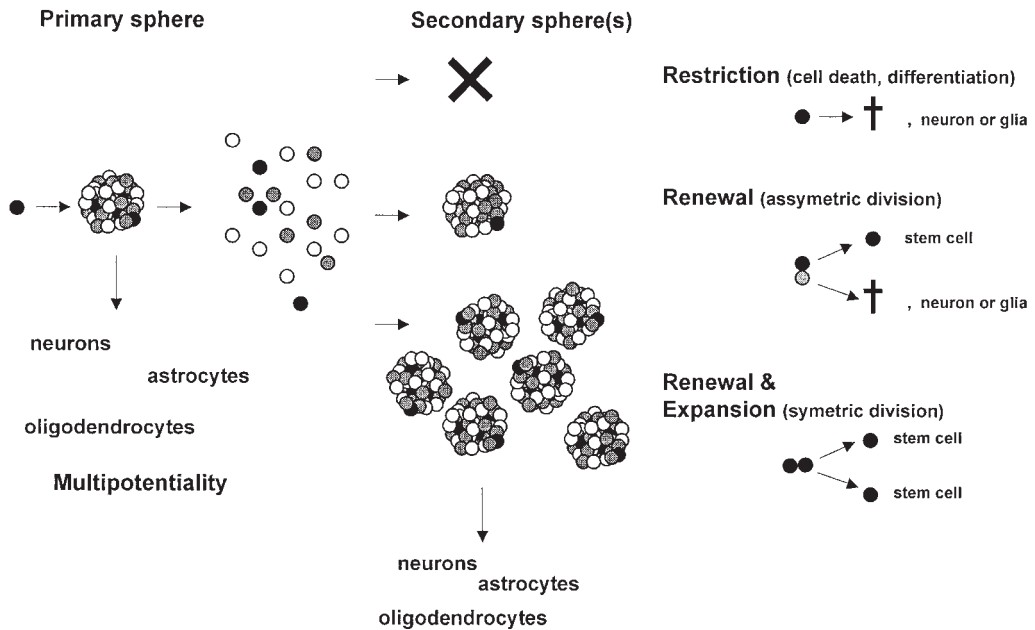 Primary sphere
Secondary sphere(s)
Restriction (cell death, differentiation)
, neuron or glia
Renewal (assymetric division)
stem cell
, neuron or glia
neurons
astrocytes
oligodendrocytes
Multipotentiality
Renewal &
Expansion (symetric division)
stem cell
stem cell
neurons
astrocytes
oligodendrocytes